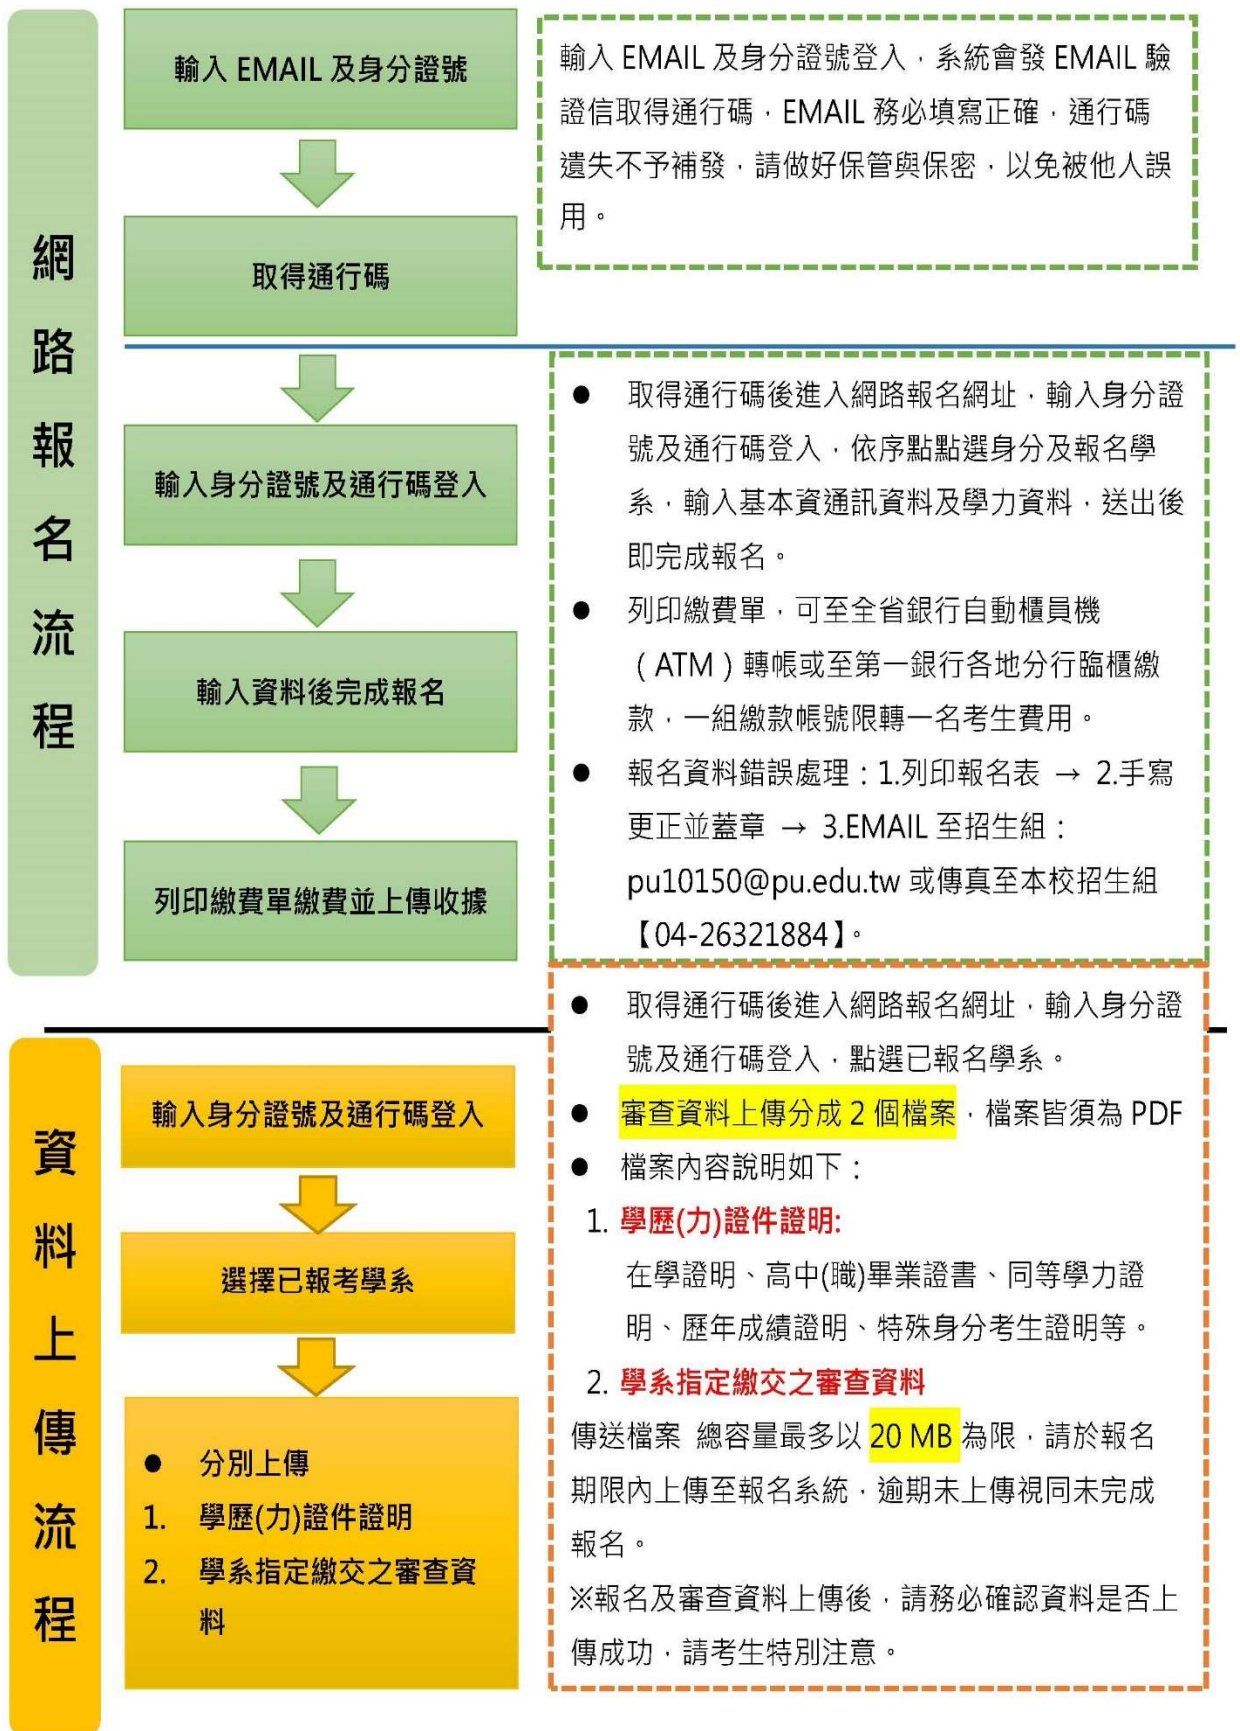 網路報名流程
輸入 EMAIL 及身分證號
取得通行碼
輸入身分證號及通行碼登入
輸入資料後完成報名
列印繳費單繳費並上傳收據
輸入 EMAIL 及身分證號登入，系統會發 EMAIL 驗
證信取得通行碼，EMAIL 務必填寫正確，通行碼
遺失不予補發，請做好保管與保密，以免被他人誤
用。
● 取得通行碼後進入網路報名網址，輸入身分證
號及通行碼登入，依序點點選身分及報名學
系，輸入基本資通訊資料及學力資料，送出後
即完成報名。
● 列印繳費單，可至全省銀行自動櫃員機
（ATM）轉帳或至第一銀行各地分行臨櫃繳
款，一組繳款帳號限轉一名考生費用。
● 報名資料錯誤處理：1.列印報名表 → 2.手寫
更正並蓋章 → 3.EMAIL 至招生組：
pu10150@pu.edu.tw 或傳真至本校招生組
【04-26321884】。
資料上傳流程
輸入身分證號及通行碼登入
選擇已報考學系
● 分別上傳
1. 學歷(力)證件證明
2. 學系指定繳交之審查資
料
● 取得通行碼後進入網路報名網址，輸入身分證
號及通行碼登入，點選已報名學系。
● 審查資料上傳分成 2 個檔案，檔案皆須為 PDF
● 檔案內容說明如下：
1. 學歷(力)證件證明:
在學證明、高中(職)畢業證書、同等學力證
明、歷年成績證明、特殊身分考生證明等。
2. 學系指定繳交之審查資料
傳送檔案 總容量最多以 20 MB 為限，請於報名
期限內上傳至報名系統，逾期未上傳視同未完成
報名。
※報名及審查資料上傳後，請務必確認資料是否上
傳成功，請考生特別注意。